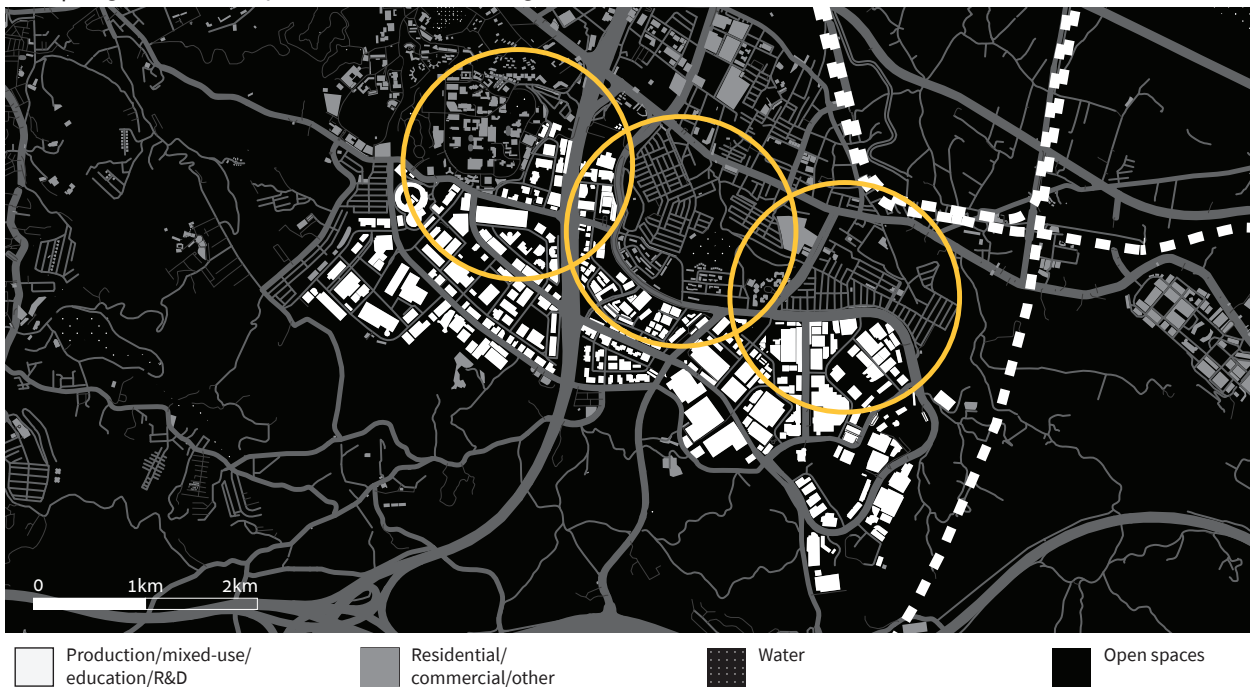 0 1km 2km
Production/mixed-use/
education/R&D
Residential/
commercial/other
Water
Open spaces